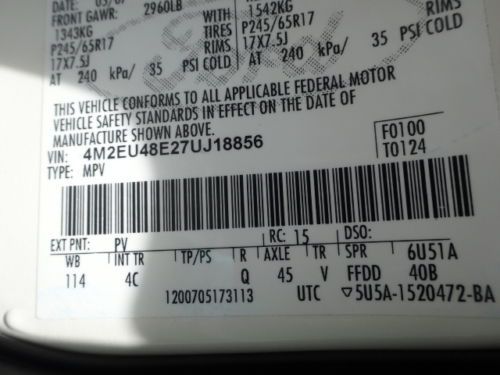 DATE: 05/07
FRONT GAWR: 2960LB
1343KG WITH 1542KG
P245/65R17 TIRES P245/65R17
17X7.5J RIMS 17X7.5J RIMS
AT 240 kPa/ 35 PSI COLD AT 240 kPa/ 35 PSI COLD
THIS VEHICLE CONFORMS TO ALL APPLICABLE FEDERAL MOTOR
VEHICLE SAFETY STANDARDS IN EFFECT ON THE DATE OF
MANUFACTURE SHOWN ABOVE.
VIN: 4M2EU48E27UJ18856 F0100
TYPE: MPV T0124
EXT PNT: PV RC: 15 DSO:
WB INT TR TP/PS R AXLE TR SPR 6U51A
114 4C Q 45 V FFDD 40B
1200705173113 UTC ▽5U5A-1520472-BA